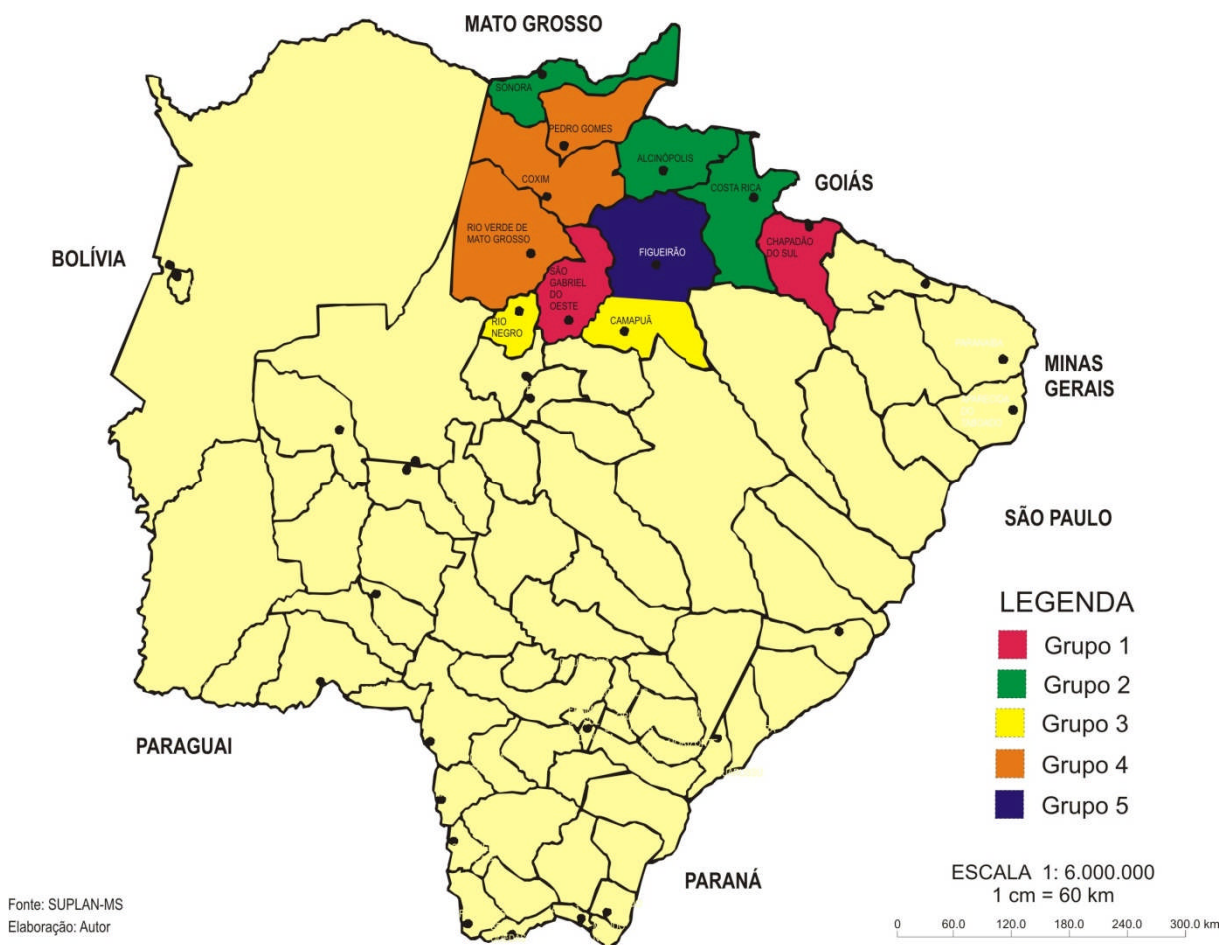 MATO GROSSO
SONORA
PEDRO GOMES
ALCINÓPOLIS
COXIM
COSTA RICA
GOIÁS
RIO VERDE DE
MATO GROSSO
CHAPADÃO
DO SUL
BOLÍVIA
FIGUEIRÃO
SÃO
GABRIEL
DO
OESTE
RIO
NEGRO
CAMAPUÃ
MINAS
GERAIS
SÃO PAULO
LEGENDA
Grupo 1
Grupo 2
Grupo 3
Grupo 4
Grupo 5
PARAGUAI
PARANÁ
ESCALA 1: 6.000.000
1 cm = 60 km
0 60.0 120.0 180.0 240.0 300.0 km
Fonte: SUPLAN-MS
Elaboração: Autor